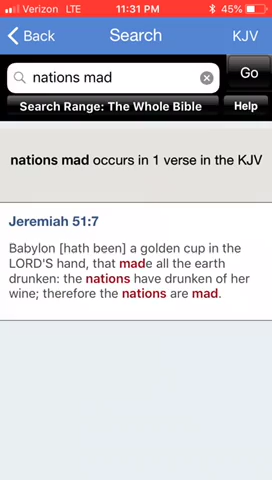 Verizon LTE 11:31 PM 45%
Back Search KJV
nations mad Go
Search Range: The Whole Bible Help
nations mad occurs in 1 verse in the KJV
Jeremiah 51:7
Babylon [hath been] a golden cup in the
LORD'S hand, that made all the earth
drunken: the nations have drunken of her
wine; therefore the nations are mad.